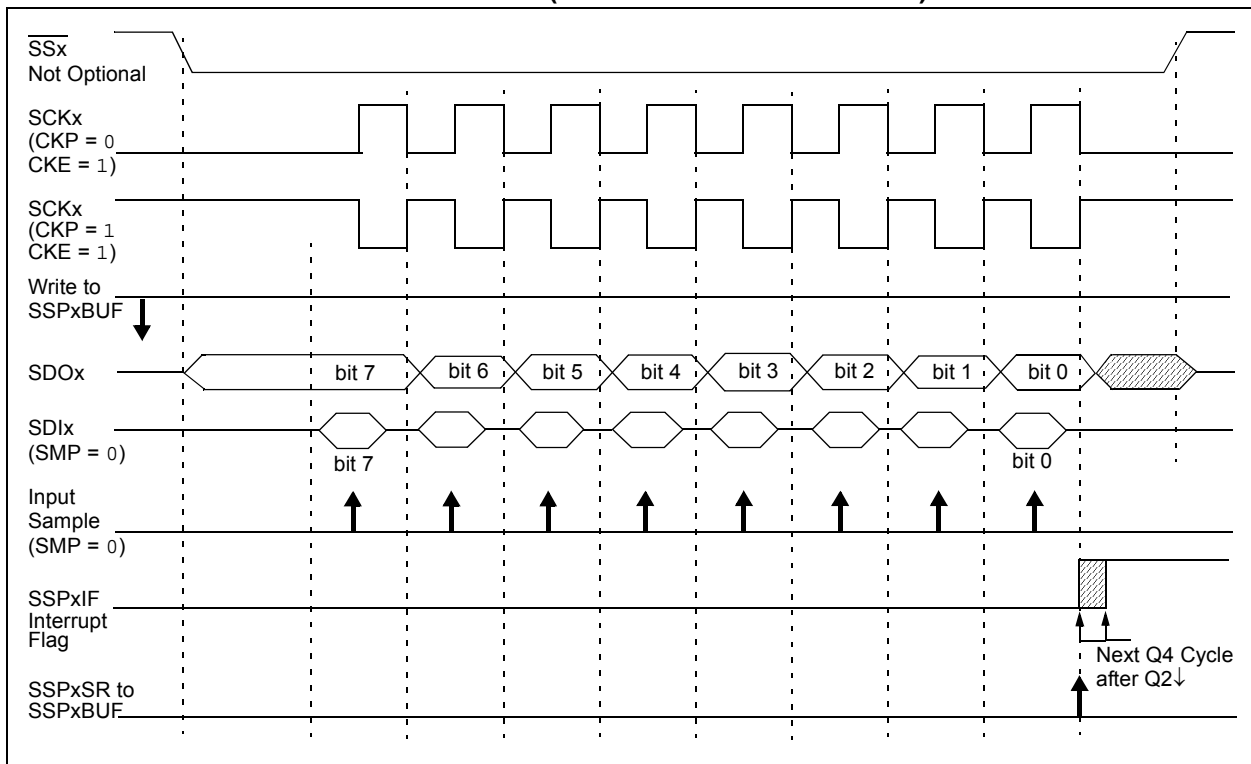 SSx
Not Optional
SCKx
(CKP = 0
CKE = 1)
SCKx
(CKP = 1
CKE = 1)
Write to
SSPxBUF
SDOx
bit 7 bit 6 bit 5 bit 4 bit 3 bit 2 bit 1 bit 0
SDIx
(SMP = 0)
bit 7 bit 0
Input
Sample
(SMP = 0)
SSPxIF
Interrupt
Flag
Next Q4 Cycle
after Q2↓
SSPxSR to
SSPxBUF